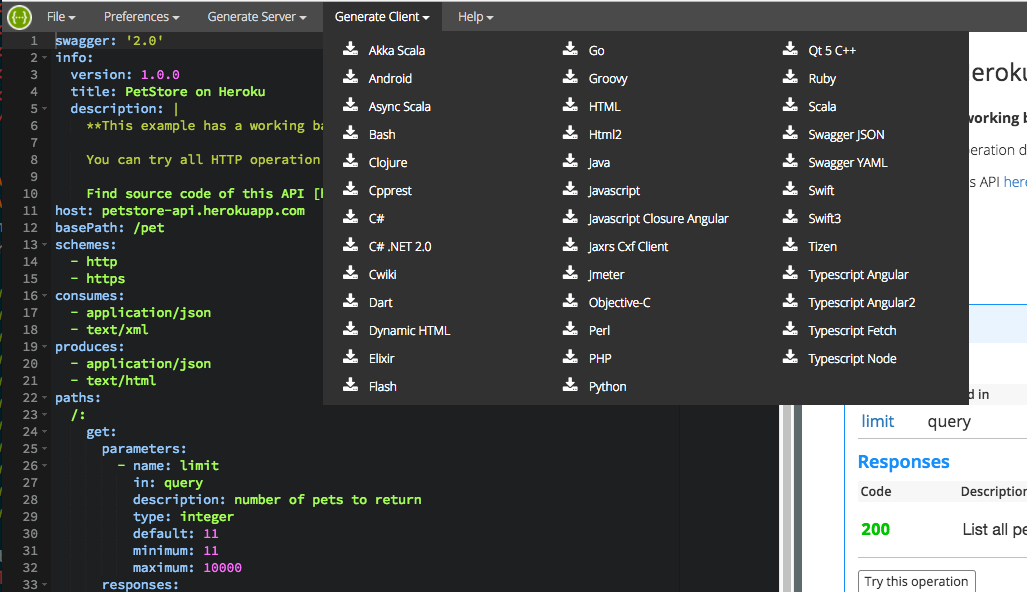 File Preferences Generate Server Generate Client Help
Akka Scala
Android
Async Scala
Bash
Clojure
Cpprest
C#
C# .NET 2.0
Cwiki
Dart
Dynamic HTML
Elixir
Flash
Go
Groovy
HTML
Html2
Java
Javascript
Javascript Closure Angular
Jaxrs Cxf Client
Jmeter
Objective-C
Perl
PHP
Python
Qt 5 C++
Ruby
Scala
Swagger JSON
Swagger YAML
Swift
Swift3
Tizen
Typescript Angular
Typescript Angular2
Typescript Fetch
Typescript Node
1 swagger: '2.0'
2 info:
3 version: 1.0.0
4 title: PetStore on Heroku
5 description: |
6 **This example has a working ba
7
8 You can try all HTTP operation
9
10 Find source code of this API [
11 host: petstore-api.herokuapp.com
12 basePath: /pet
13 schemes:
14 - http
15 - https
16 consumes:
17 - application/json
18 - text/xml
19 produces:
20 - application/json
21 - text/html
22 paths:
23 /:
24 get:
25 parameters:
26 - name: limit
27 in: query
28 description: number of pets to return
29 type: integer
30 default: 11
31 minimum: 11
32 maximum: 10000
33 responses:
eroku
working b
eration d
s API here
d in
limit query
Responses
Code Description
200 List all pe
Try this operation